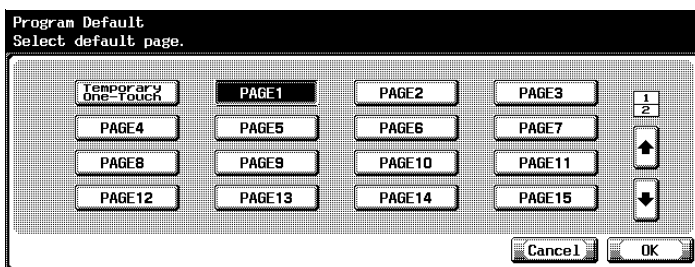 Program Default
Select default page.
Temporary One-Touch PAGE1 PAGE2 PAGE3
1
2
PAGE4 PAGE5 PAGE6 PAGE7
PAGE8 PAGE9 PAGE10 PAGE11
PAGE12 PAGE13 PAGE14 PAGE15
Cancel OK